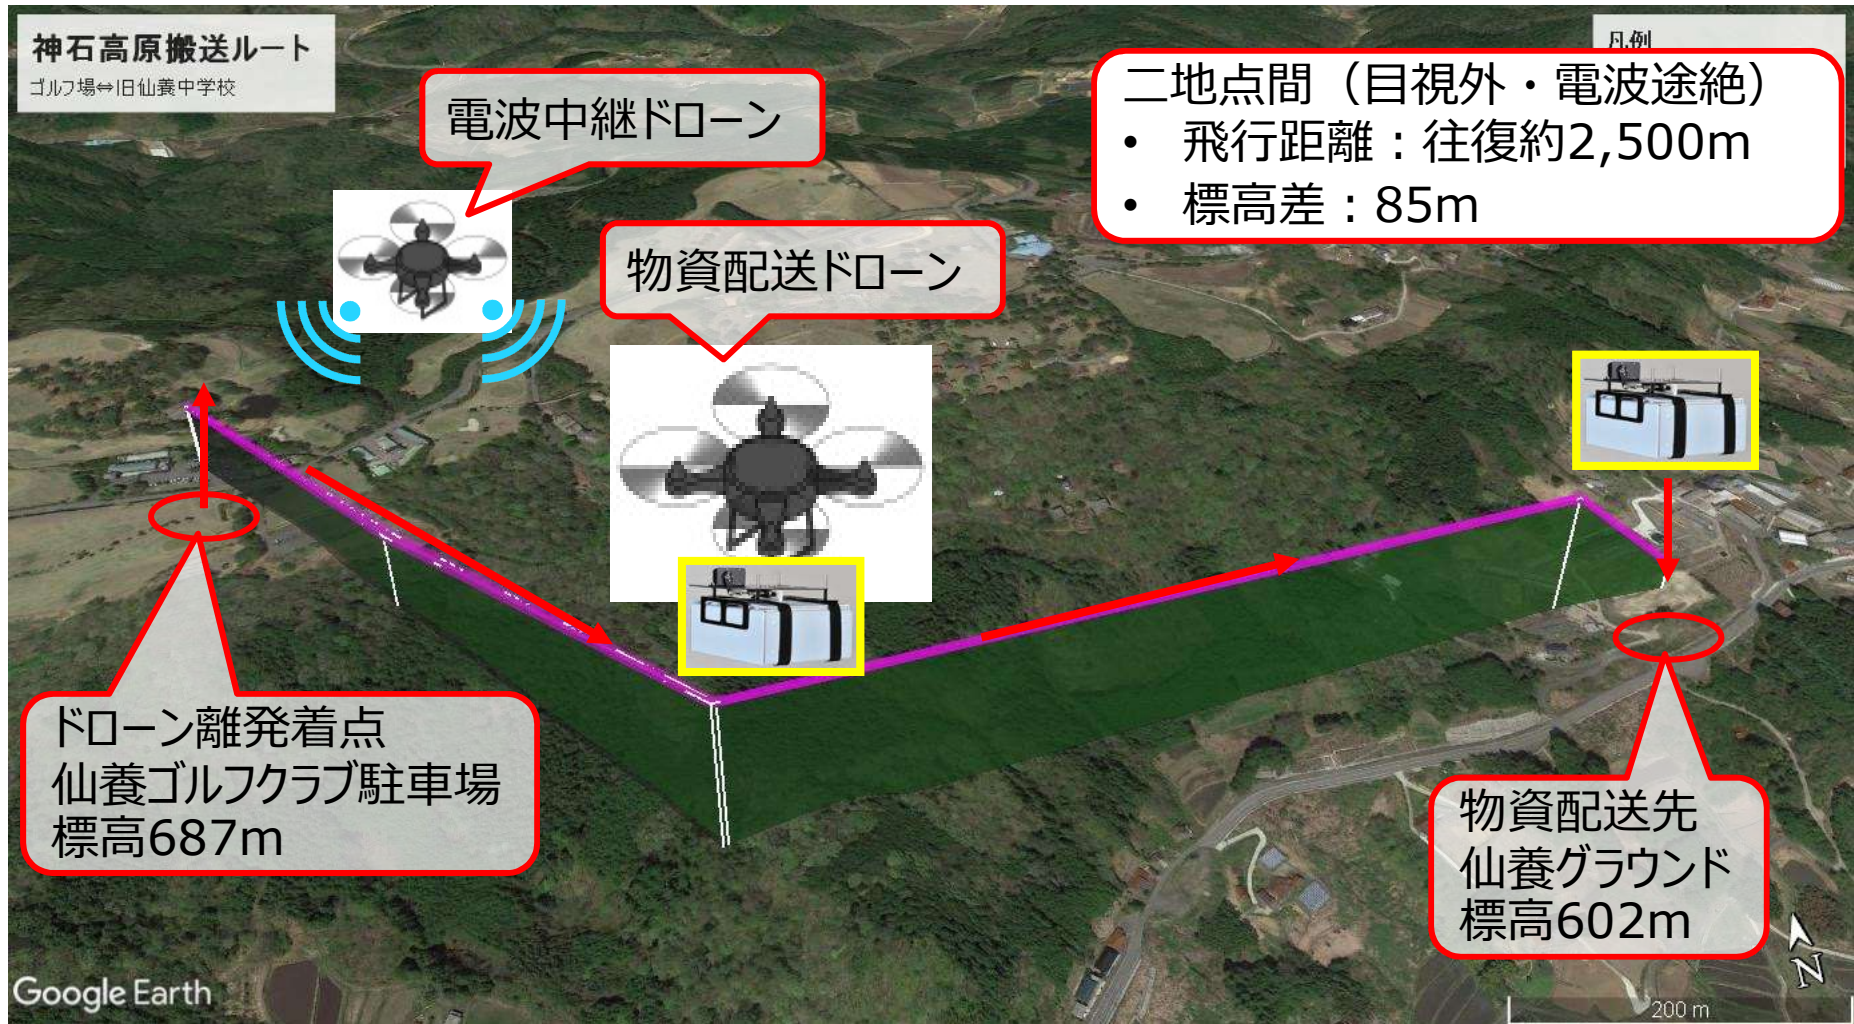 神石高原搬送ルート
ゴルフ場⇔旧仙養中学校
凡例
二地点間（目視外・電波途絶）
• 飛行距離：往復約2,500m
• 標高差：85m
電波中継ドローン
物資配送ドローン
ドローン離発着点
仙養ゴルフクラブ駐車場
標高687m
物資配送先
仙養グラウンド
標高602m
N
200 m
Google Earth